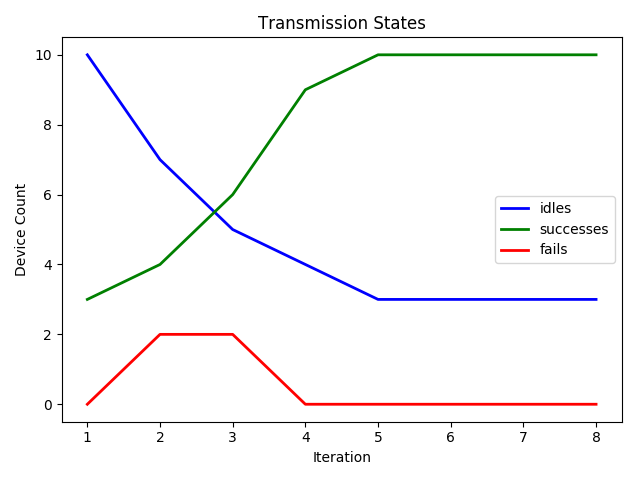 Transmission States
Device Count
10
8
6
4
2
0
idles
successes
fails
1 2 3 4 5 6 7 8
Iteration